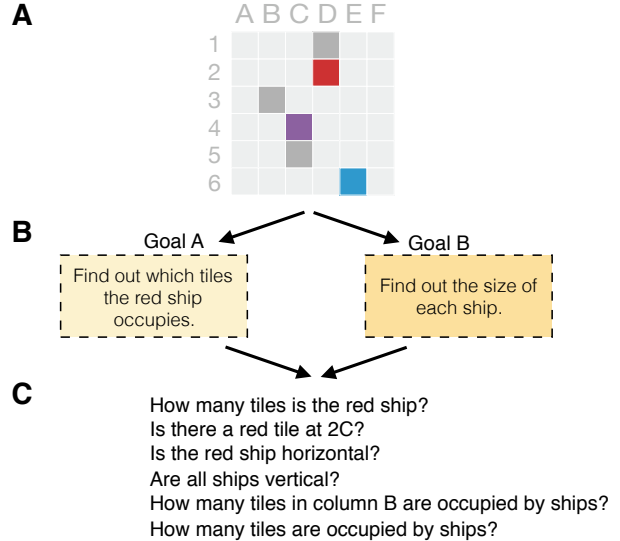 A
A B C D E F
1
2
3
4
5
6
B
Goal A
Goal B
Find out which tiles
the red ship
occupies.
Find out the size of
each ship.
C
How many tiles is the red ship?
Is there a red tile at 2C?
Is the red ship horizontal?
Are all ships vertical?
How many tiles in column B are occupied by ships?
How many tiles are occupied by ships?